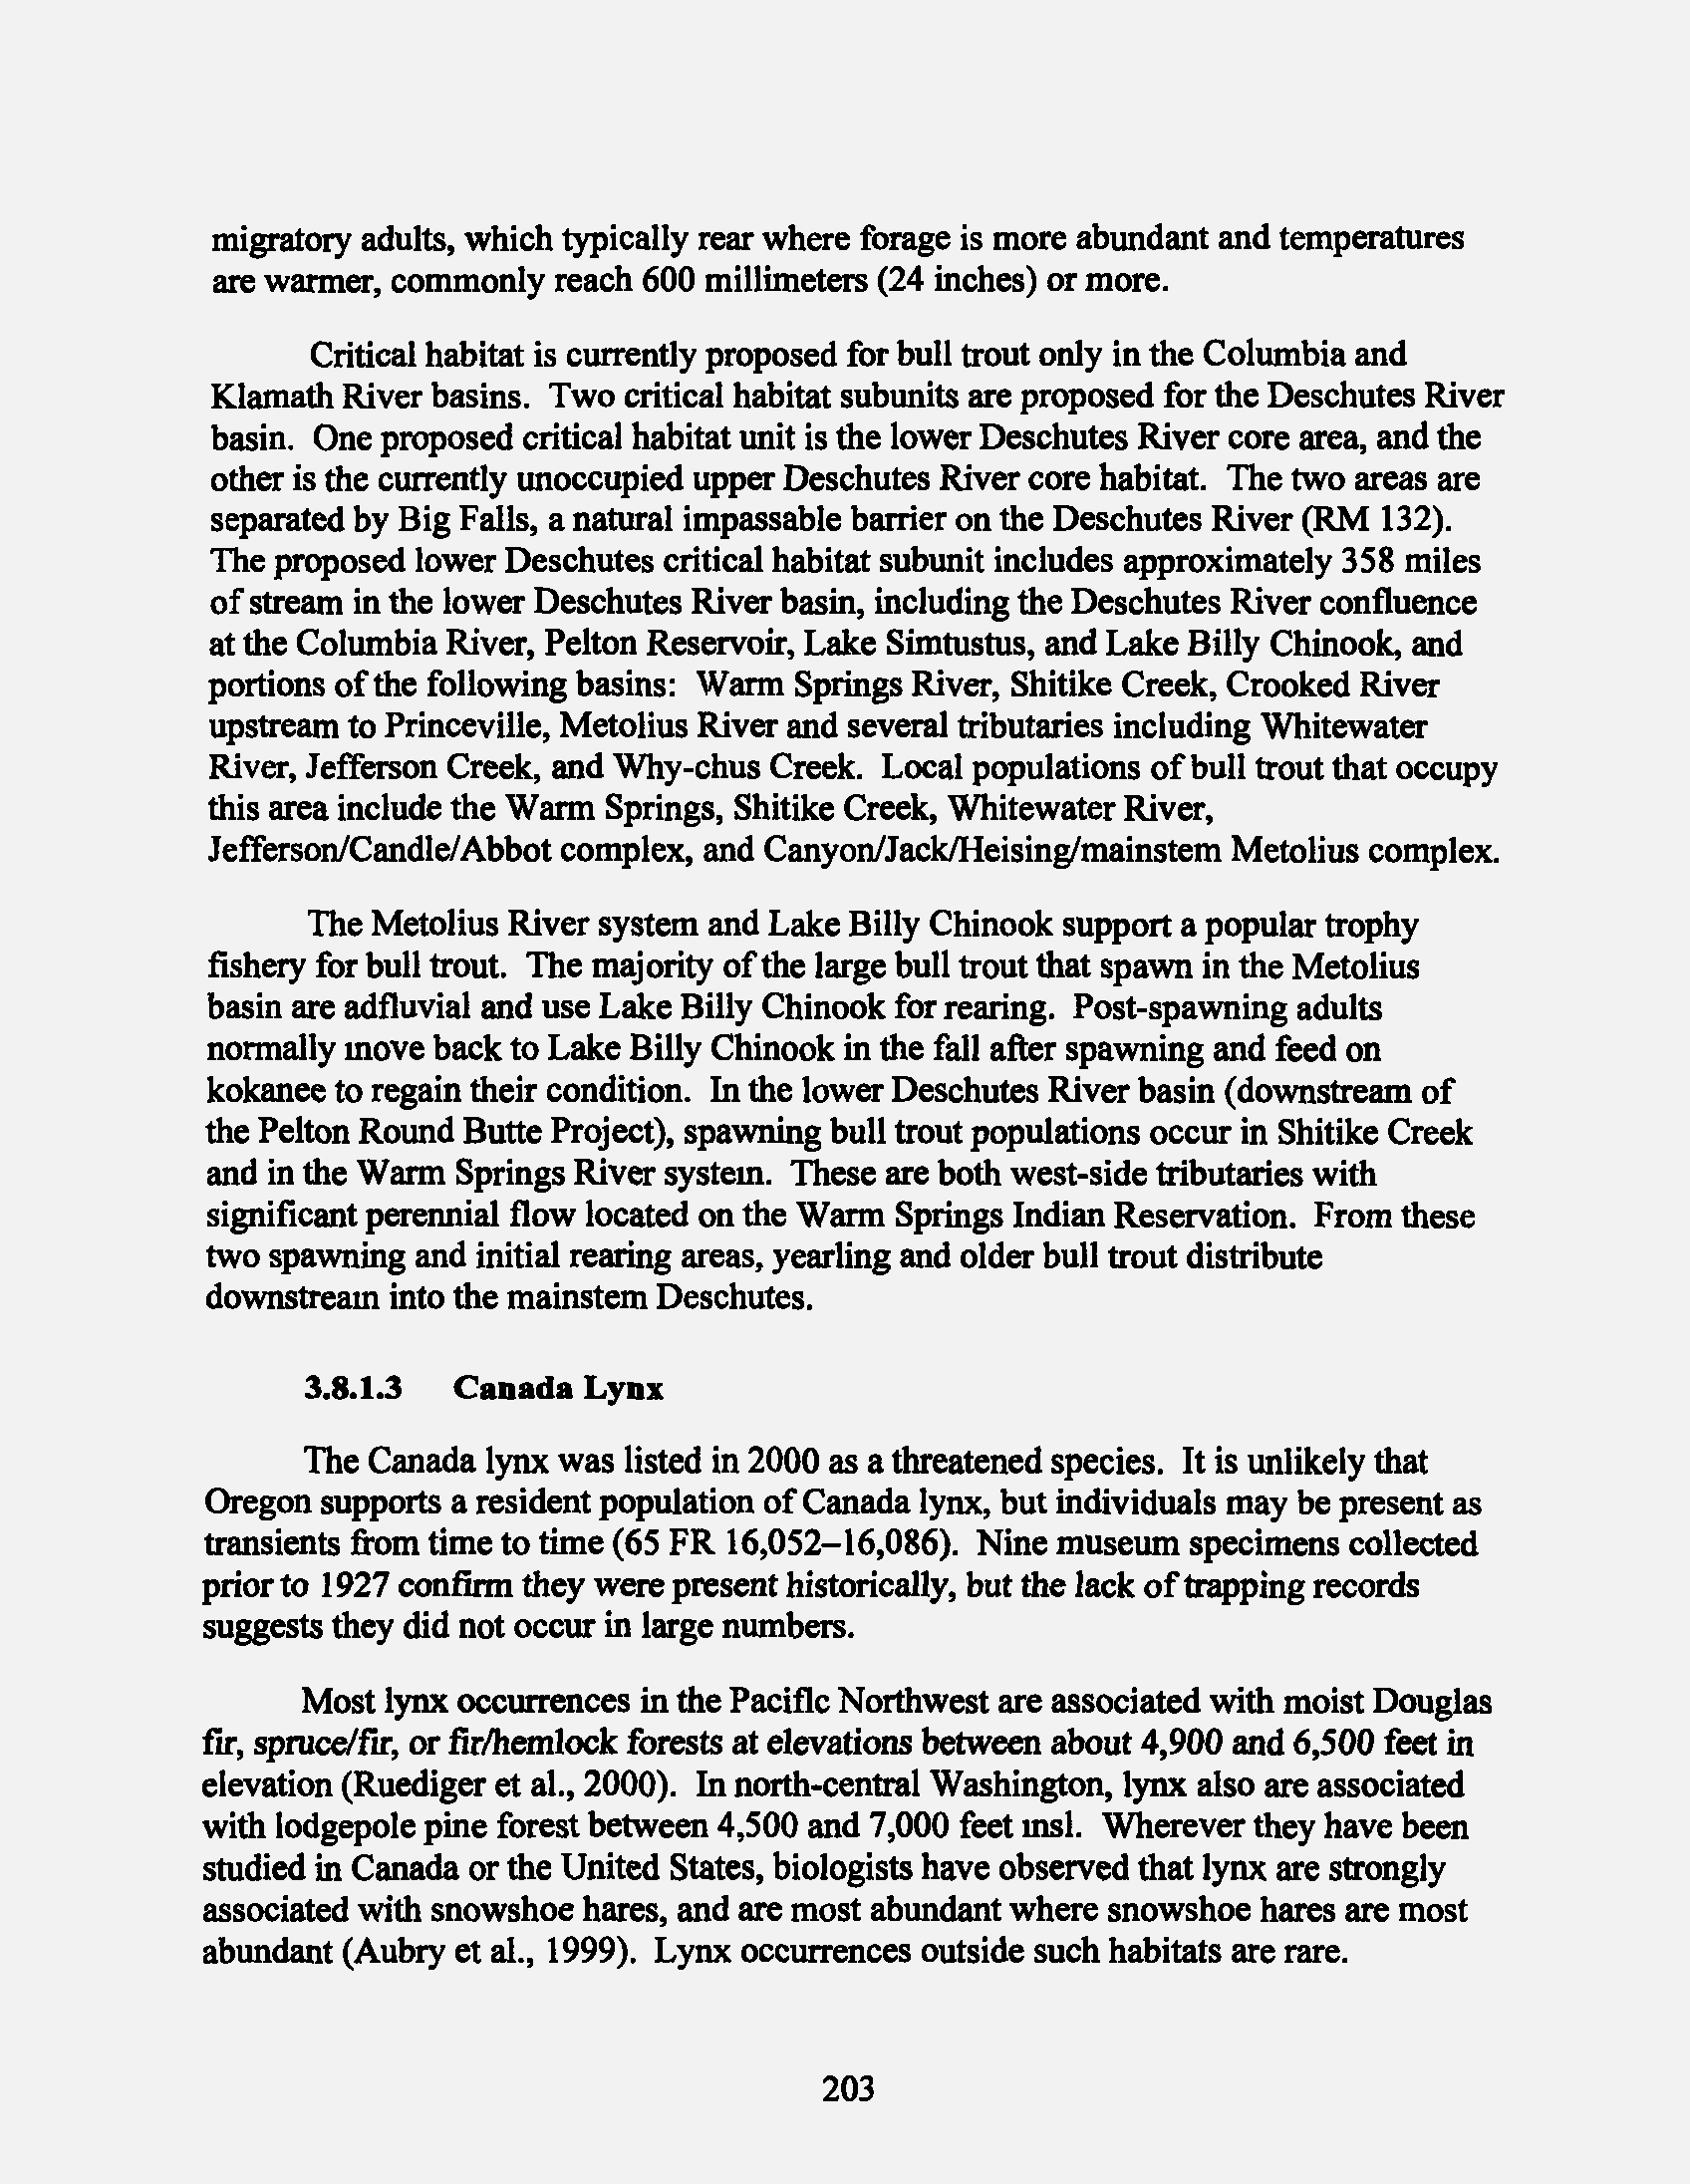 migratory adults, which typically rear where forage is more abundant and temperatures
are warmer, commonly reach 600 millimeters (24 inches) or more.
Critical habitat is currently proposed for bull trout only in the Columbia and
Klamath River basins. Two critical habitat subunits are proposed for the Deschutes River
basin. One proposed critical habitat unit is the lower Deschutes River core area, and the
other is the currently unoccupied upper Deschutes River core habitat. The two areas are
separated by Big Falls, a natural impassable barrier on the Deschutes River (RM 132).
The proposed lower Deschutes critical habitat subunit includes approximately 358 miles
of stream in the lower Deschutes River basin, including the Deschutes River confluence
at the Columbia River, Pelton Reservoir, Lake Simtustus, and Lake Billy Chinook, and
portions of the following basins: Warm Springs River, Shitike Creek, Crooked River
upstream to Princeville, Metolius River and several tributaries including Whitewater
River, Jefferson Creek, and Why-chus Creek. Local populations of bull trout that occupy
this area include the Warm Springs, Shitike Creek, Whitewater River,
Jefferson/Candle/Abbot complex, and Canyon/Jack/Heising/mainstem Metolius complex.
The Metolius River system and Lake Billy Chinook support a popular trophy
fishery for bull trout. The majority of the large bull trout that spawn in the Metolius
basin are adfluvial and use Lake Billy Chinook for rearing. Post-spawning adults
normally move back to Lake Billy Chinook in the fall after spawning and feed on
kokanee to regain their condition. In the lower Deschutes River basin (downstream of
the Pelton Round Butte Project), spawning bull trout populations occur in Shitike Creek
and in the Warm Springs River system. These are both west-side tributaries with
significant perennial flow located on the Warm Springs Indian Reservation. From these
two spawning and initial rearing areas, yearling and older bull trout distribute
downstream into the mainstem Deschutes.
3.8.1.3 Canada Lynx
The Canada lynx was listed in 2000 as a threatened species. It is unlikely that
Oregon supports a resident population of Canada lynx, but individuals may be present as
transients from time to time (65 FR 16,052–16,086). Nine museum specimens collected
prior to 1927 confirm they were present historically, but the lack of trapping records
suggests they did not occur in large numbers.
Most lynx occurrences in the Pacific Northwest are associated with moist Douglas
fir, spruce/fir, or fir/hemlock forests at elevations between about 4,900 and 6,500 feet in
elevation (Ruediger et al., 2000). In north-central Washington, lynx also are associated
with lodgepole pine forest between 4,500 and 7,000 feet msl. Wherever they have been
studied in Canada or the United States, biologists have observed that lynx are strongly
associated with snowshoe hares, and are most abundant where snowshoe hares are most
abundant (Aubry et al., 1999). Lynx occurrences outside such habitats are rare.
203